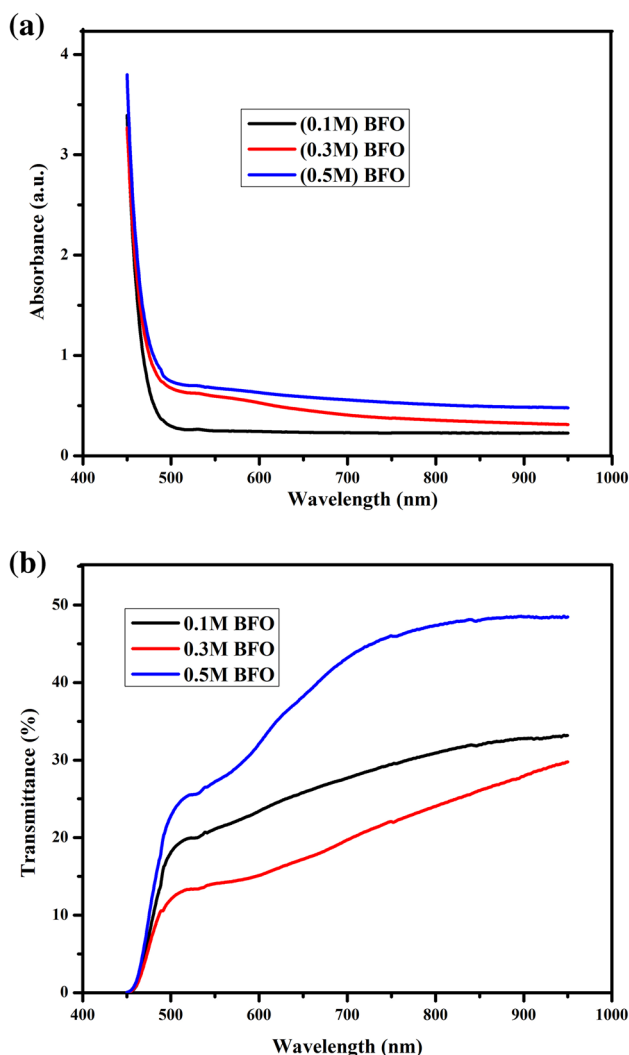 (a)
4
3
2
1
0
Absorbance (a.u.)
(0.1M) BFO
(0.3M) BFO
(0.5M) BFO
400 500 600 700 800 900 1000
Wavelength (nm)
(b)
50
40
30
20
10
0
Transmittance (%)
0.1M BFO
0.3M BFO
0.5M BFO
400 500 600 700 800 900 1000
Wavelength (nm)